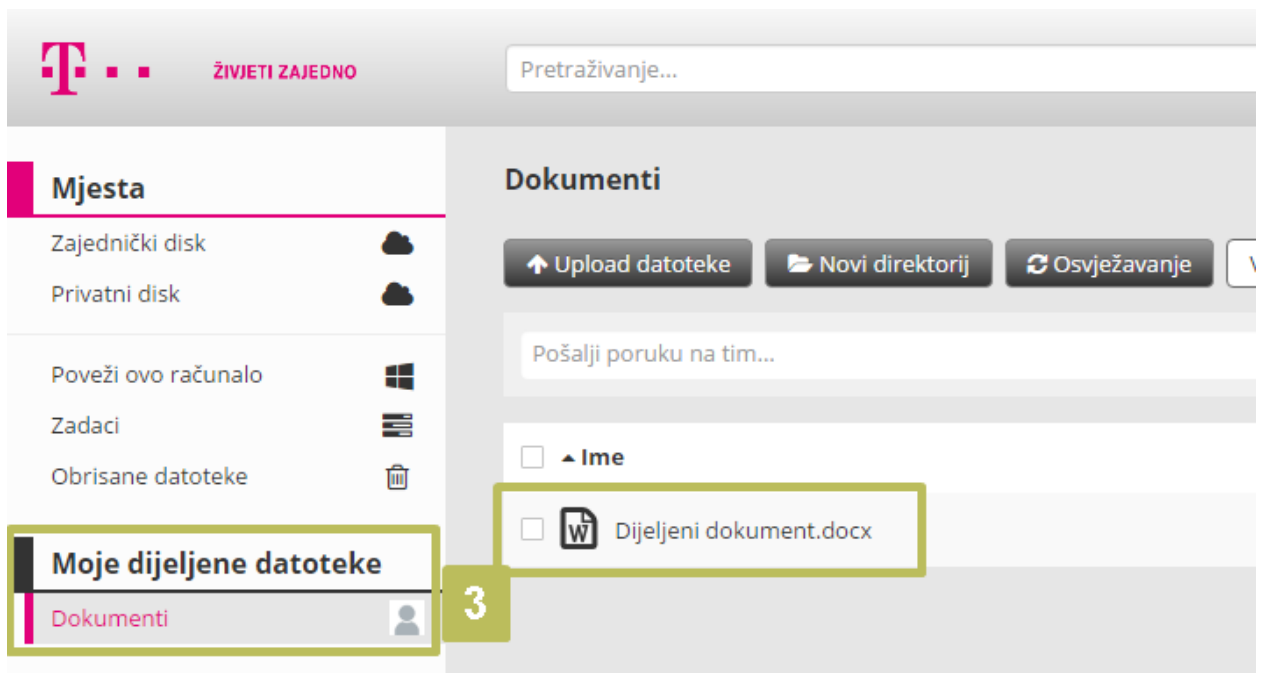 T ŽIVJETI ZAJEDNO
Pretraživanje...
Mjesta
Zajednički disk
Privatni disk
Poveži ovo računalo
Zadaci
Obrisane datoteke
Moje dijeljene datoteke
Dokumenti
3
Dokumenti
Upload datoteke Novi direktorij Osvježavanje
Pošalji poruku na tim...
Ime
W Dijeljeni dokument.docx